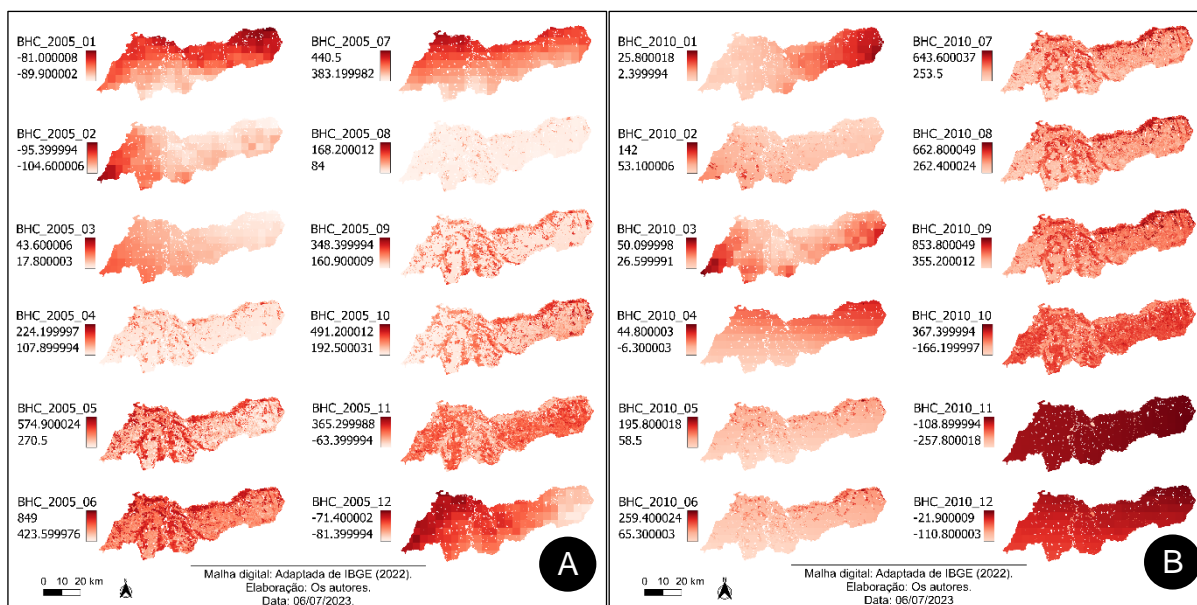 BHC_2005_01
-81.000008
-89.900002
BHC_2005_02
-95.399994
-104.600006
BHC_2005_03
43.600006
17.800003
BHC_2005_04
224.199997
107.899994
BHC_2005_05
574.900024
270.5
BHC_2005_06
849
423.599976
BHC_2005_07
440.5
383.199982
BHC_2005_08
168.200012
84
BHC_2005_09
348.399994
160.900009
BHC_2005_10
491.200012
192.500031
BHC_2005_11
365.299988
-63.399994
BHC_2005_12
-71.400002
-81.399994
0 10 20 km
Malha digital: Adaptada de IBGE (2022).
Elaboração: Os autores.
Data: 06/07/2023.
A
BHC_2010_01
25.800018
2.399994
BHC_2010_02
142
53.100006
BHC_2010_03
50.099998
26.599991
BHC_2010_04
44.800003
-6.300003
BHC_2010_05
195.800018
58.5
BHC_2010_06
259.400024
65.300003
BHC_2010_07
643.600037
253.5
BHC_2010_08
662.800049
262.400024
BHC_2010_09
853.800049
355.200012
BHC_2010_10
367.399994
-166.199997
BHC_2010_11
-108.899994
-257.800018
BHC_2010_12
-21.900009
-110.800003
0 10 20 km
Malha digital: Adaptada de IBGE (2022).
Elaboração: Os autores.
Data: 06/07/2023
B